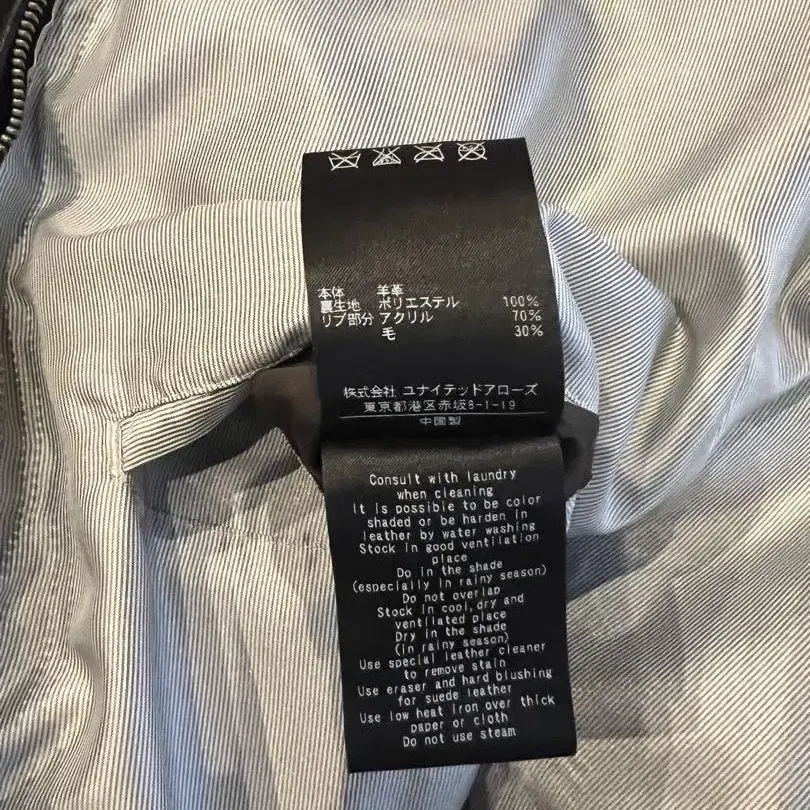 本体 羊革
裏生地 ポリエステル 100%
リブ部分 アクリル 70%
毛 30%
株式会社 ユナイテッドアローズ
東京都港区赤坂8-1-19
中国製
Consult with laundry
when cleaning
It is possible to be color
shaded or be harden in
leather by water washing
Stock in good ventilation
place
Do in the shade
(especially in rainy season)
Do not overlap
Stock in cool, dry and
ventilated place
Dry in the shade
(in rainy season)
Use special leather cleaner
to remove stain
Use eraser and hard blushing
for suede leather
Use low heat iron over thick
paper or cloth
Do not use steam